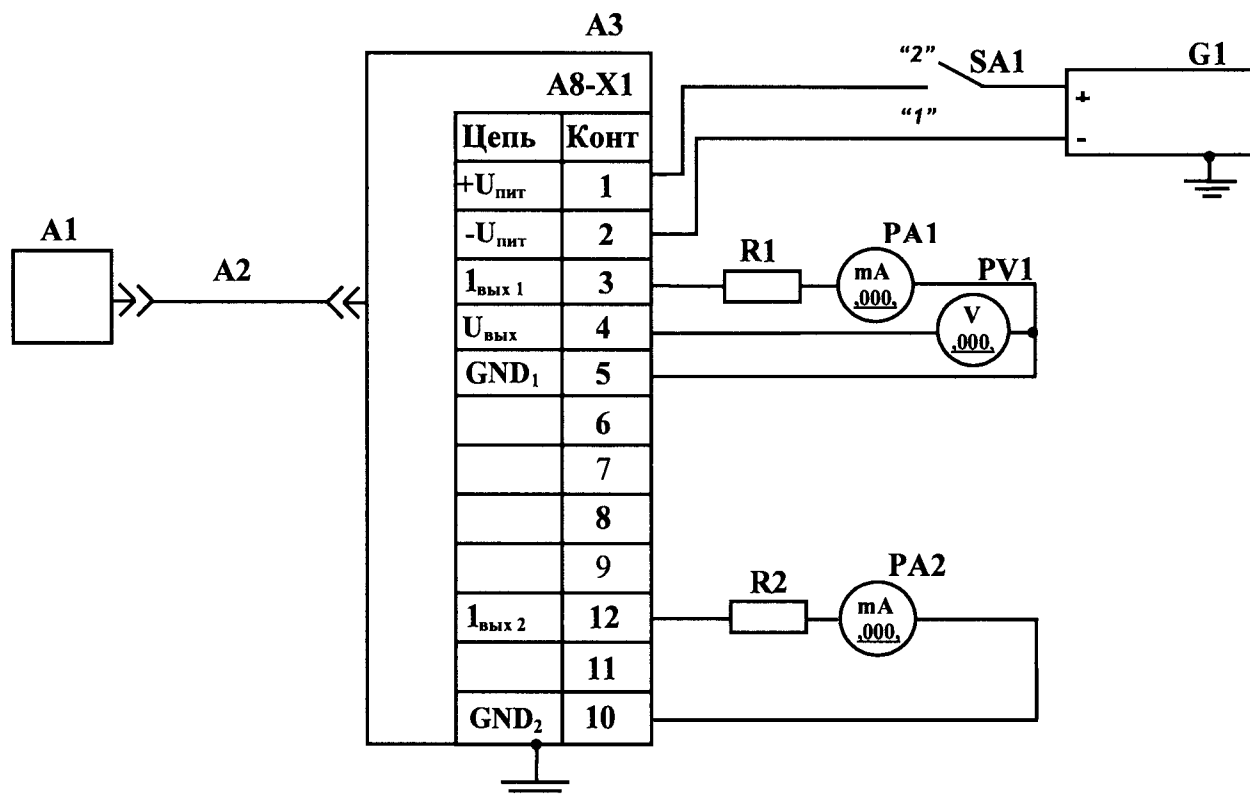 A3
A8-X1
Цепь Конт
+Uпит 1
-Uпит 2
1вых 1 3
Uвых 4
GND1 5
6
7
8
9
1вых 2 12
11
GND2 10
A1
A2
“2” SA1
“1”
G1
+
-
R1
PA1
mA
,000,
PV1
V
,000,
R2
PA2
mA
,000,